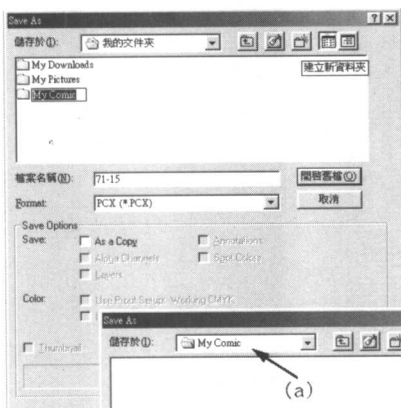 Save As
儲存於(I):
我的文件夾
My Downloads
建立新資料夾
My Pictures
My Comic
檔案名稱(N):
71-15
開啟舊檔(O)
Format:
PCX (*.PCX)
取消
Save Options
Save:
As a Copy
Annotations
Alpha Channels
Spot Colors
Layers
Color:
Use Proof Setup: Working CMYK
Save As
Thumbnail
儲存於(I):
My Comic
(a)